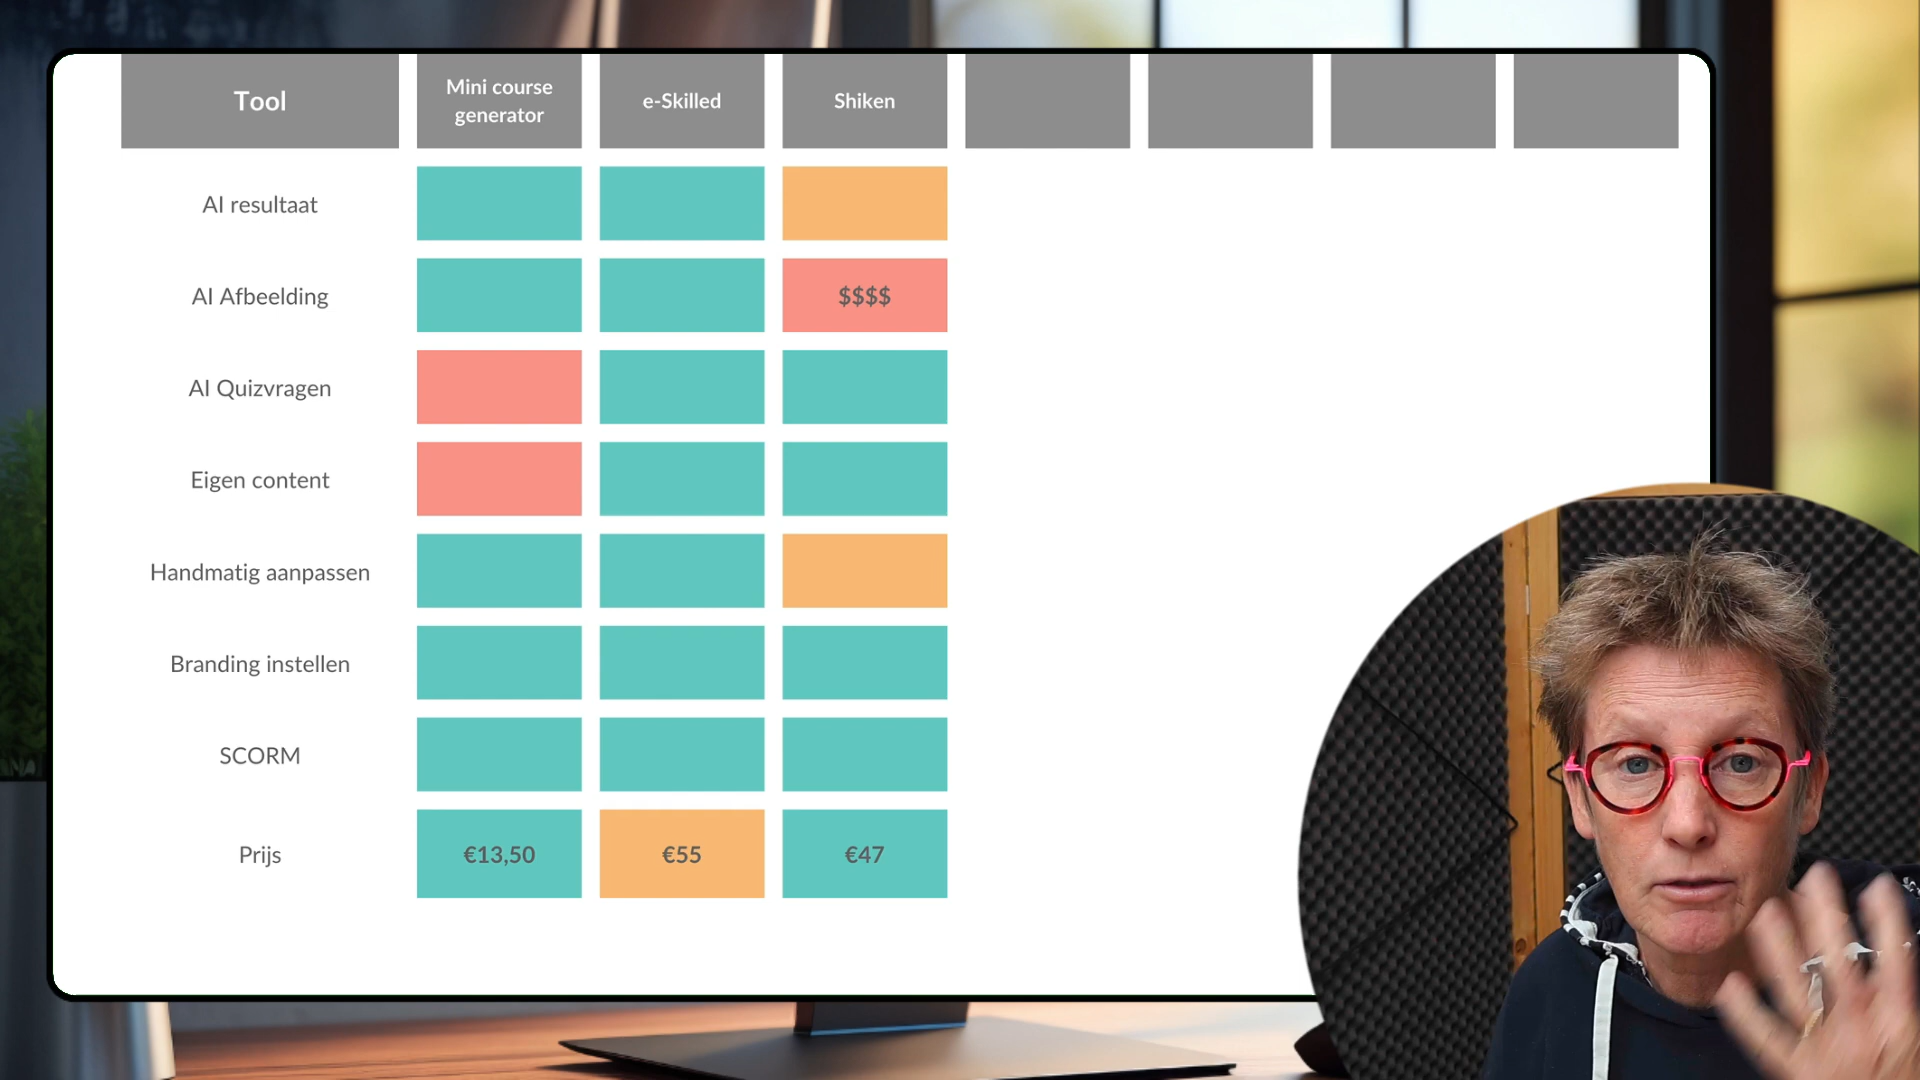 Tool
Mini course
generator
e-Skilled
Shiken
AI resultaat
AI Afbeelding
$$$$
AI Quizvragen
Eigen content
Handmatig aanpassen
Branding instellen
SCORM
Prijs
€13,50
€55
€47